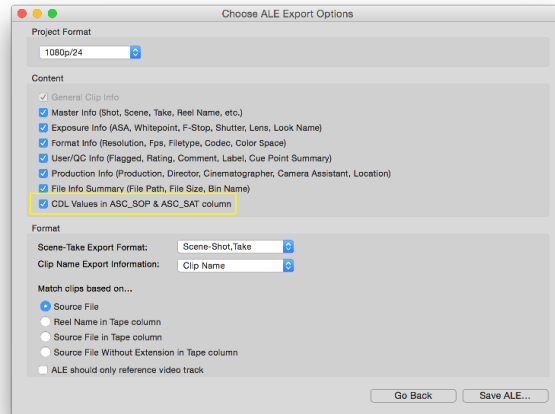 Choose ALE Export Options
Project Format
1080p/24
Content
General Clip Info
Master Info (Shot, Scene, Take, Reel Name, etc.)
Exposure Info (ASA, Whitepoint, F-Stop, Shutter, Lens, Look Name)
Format Info (Resolution, Fps, Filetype, Codec, Color Space)
User/QC Info (Flagged, Rating, Comment, Label, Cue Point Summary)
Production Info (Production, Director, Cinematographer, Camera Assistant, Location)
File Info Summary (File Path, File Size, Bin Name)
CDL Values in ASC_SOP & ASC_SAT column
Format
Scene-Take Export Format: Scene-Shot,Take
Clip Name Export Information: Clip Name
Match clips based on...
Source File
Reel Name in Tape column
Source File in Tape column
Source File Without Extension in Tape column
ALE should only reference video track
Go Back Save ALE...